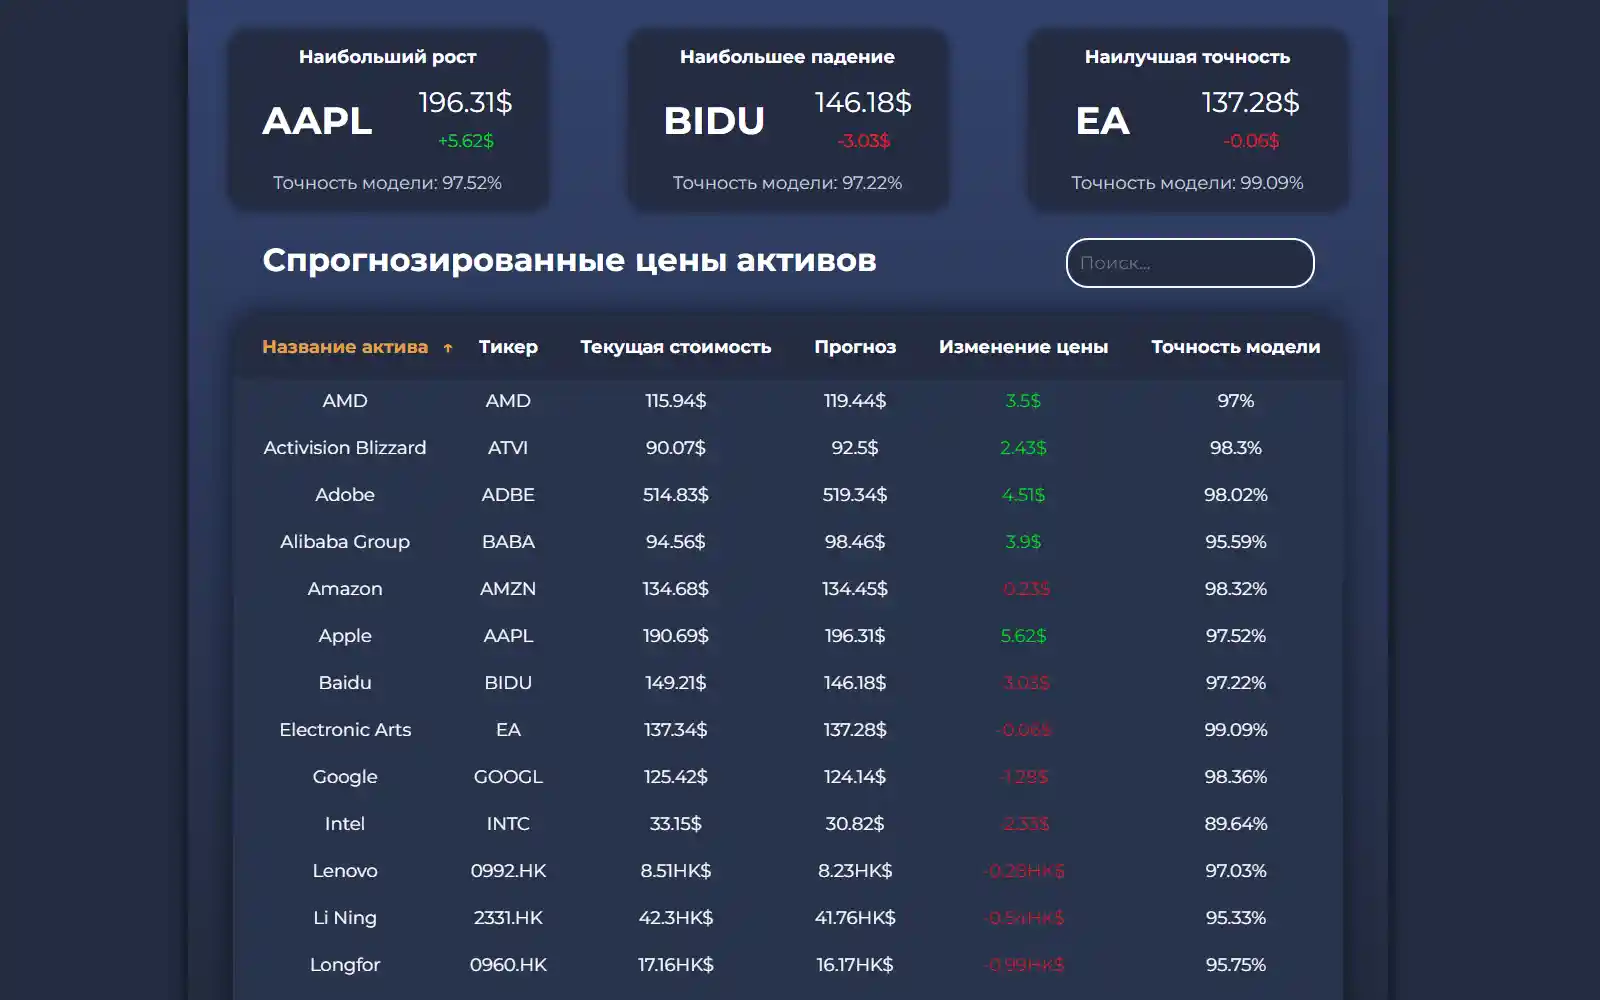 Наибольший рост
AAPL 196.31$
+5.62$
Точность модели: 97.52%
Наибольшее падение
BIDU 146.18$
-3.03$
Точность модели: 97.22%
Наилучшая точность
EA 137.28$
-0.06$
Точность модели: 99.09%
Спрогнозированные цены активов
Поиск...
Название актива ↑ Тикер Текущая стоимость Прогноз Изменение цены Точность модели
AMD AMD 115.94$ 119.44$ 3.5$ 97%
Activision Blizzard ATVI 90.07$ 92.5$ 2.43$ 98.3%
Adobe ADBE 514.83$ 519.34$ 4.51$ 98.02%
Alibaba Group BABA 94.56$ 98.46$ 3.9$ 95.59%
Amazon AMZN 134.68$ 134.45$ -0.23$ 98.32%
Apple AAPL 190.69$ 196.31$ 5.62$ 97.52%
Baidu BIDU 149.21$ 146.18$ -3.03$ 97.22%
Electronic Arts EA 137.34$ 137.28$ -0.06$ 99.09%
Google GOOGL 125.42$ 124.14$ -1.28$ 98.36%
Intel INTC 33.15$ 30.82$ -2.33$ 89.64%
Lenovo 0992.HK 8.51HK$ 8.23HK$ -0.28HK$ 97.03%
Li Ning 2331.HK 42.3HK$ 41.76HK$ -0.54HK$ 95.33%
Longfor 0960.HK 17.16HK$ 16.17HK$ -0.99HK$ 95.75%